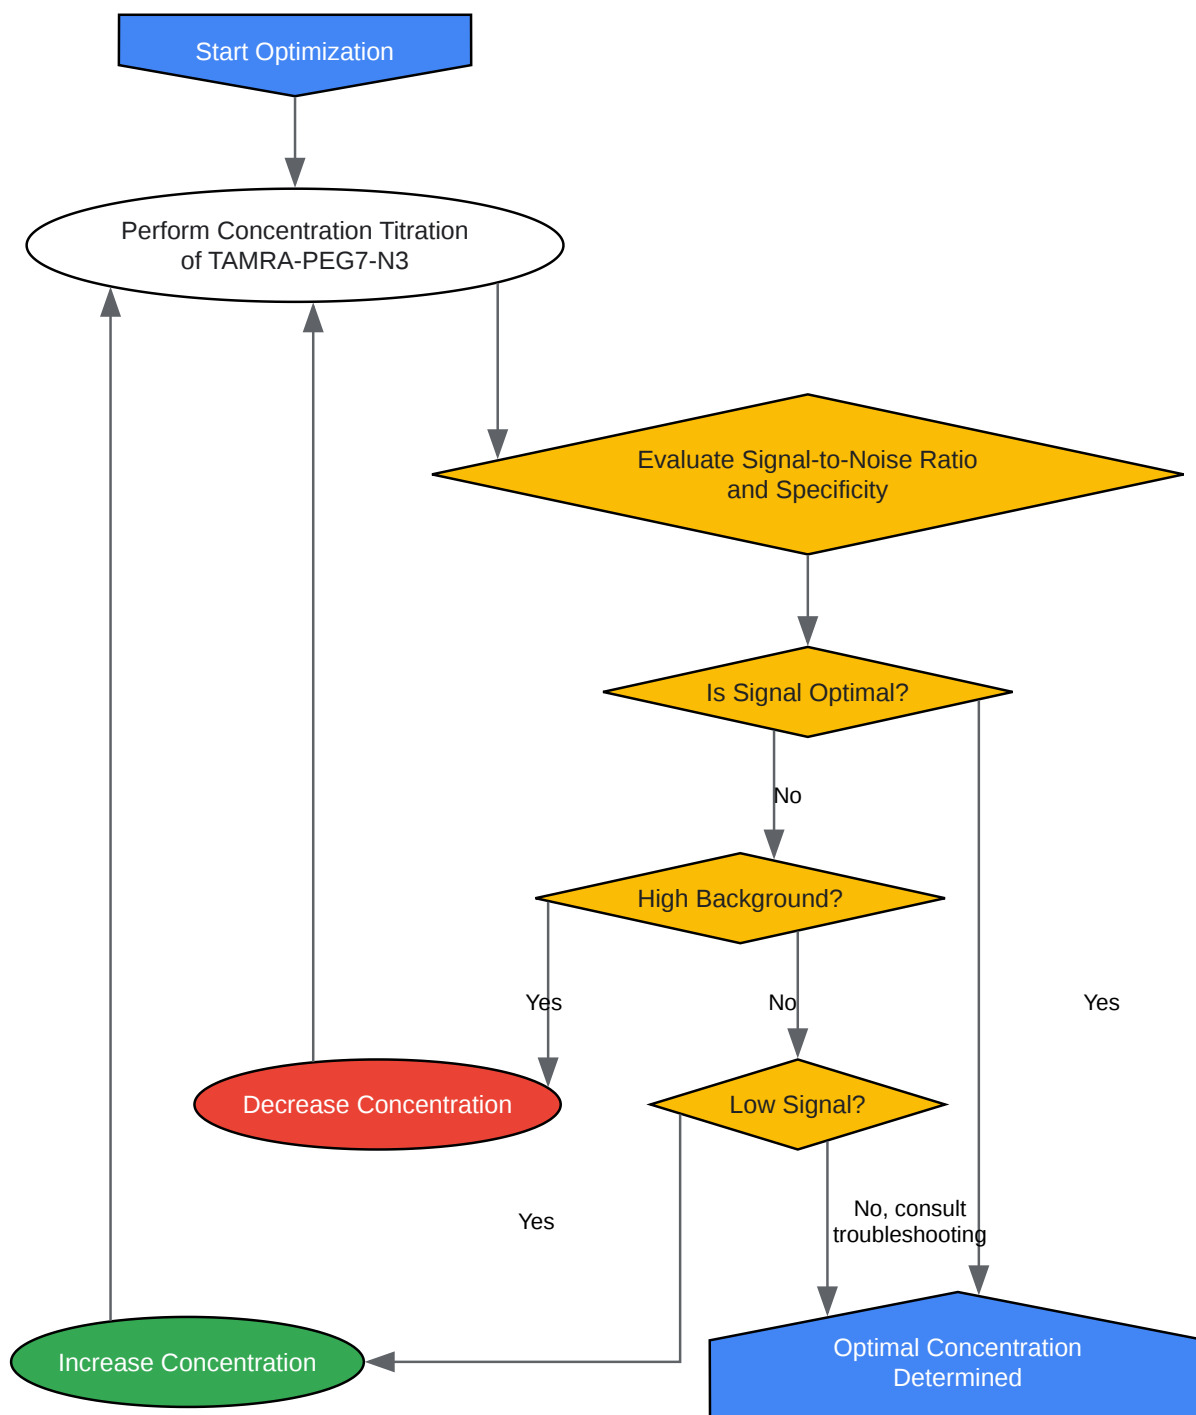 Start Optimization
Perform Concentration Titration
of TAMRA-PEG7-N3
Evaluate Signal-to-Noise Ratio
and Specificity
Is Signal Optimal?
No
High Background?
Yes
No
Yes
Decrease Concentration
Low Signal?
Yes
No, consult
troubleshooting
Increase Concentration
Optimal Concentration
Determined